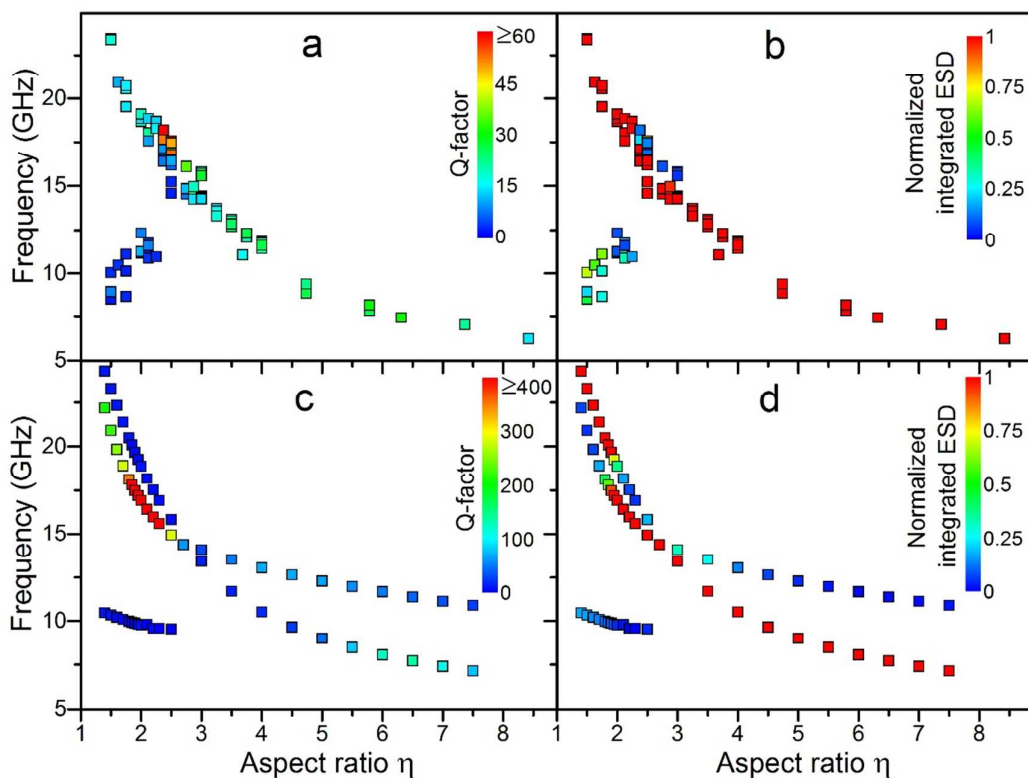 a
≥60
45
30
15
0
Q-factor
b
1
0.75
0.5
0.25
0
Normalized
integrated ESD
20
15
10
5
Frequency (GHz)
c
≥400
300
200
100
0
Q-factor
d
1
0.75
0.5
0.25
0
Normalized
integrated ESD
20
15
10
5
Frequency (GHz)
1 2 3 4 5 6 7 8
1 2 3 4 5 6 7 8
Aspect ratio η
Aspect ratio η